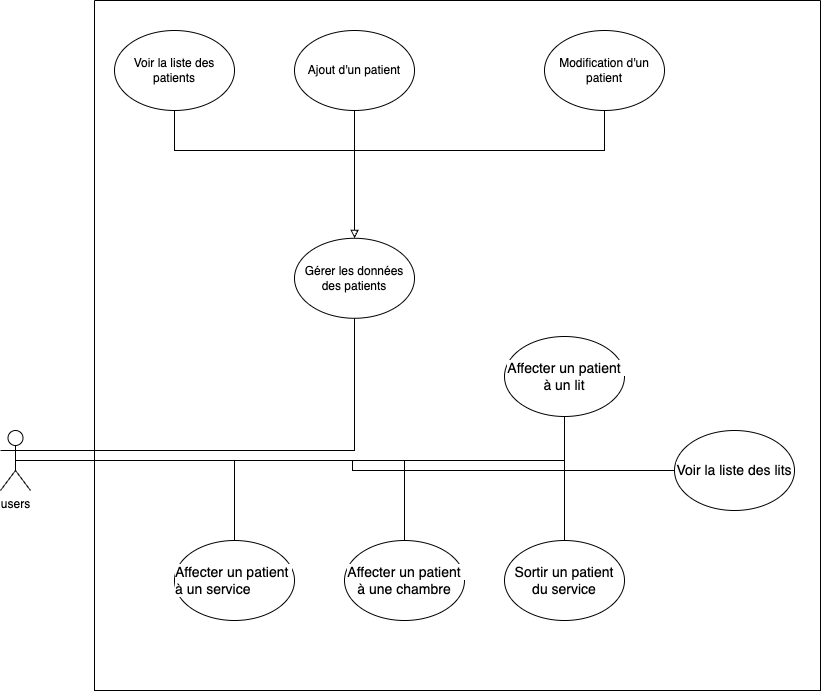 Voir la liste des
patients
Ajout d'un patient
Modification d'un
patient
Gérer les données
des patients
Affecter un patient
à un lit
Voir la liste des lits
users
Affecter un patient
à un service
Affecter un patient
à une chambre
Sortir un patient
du service